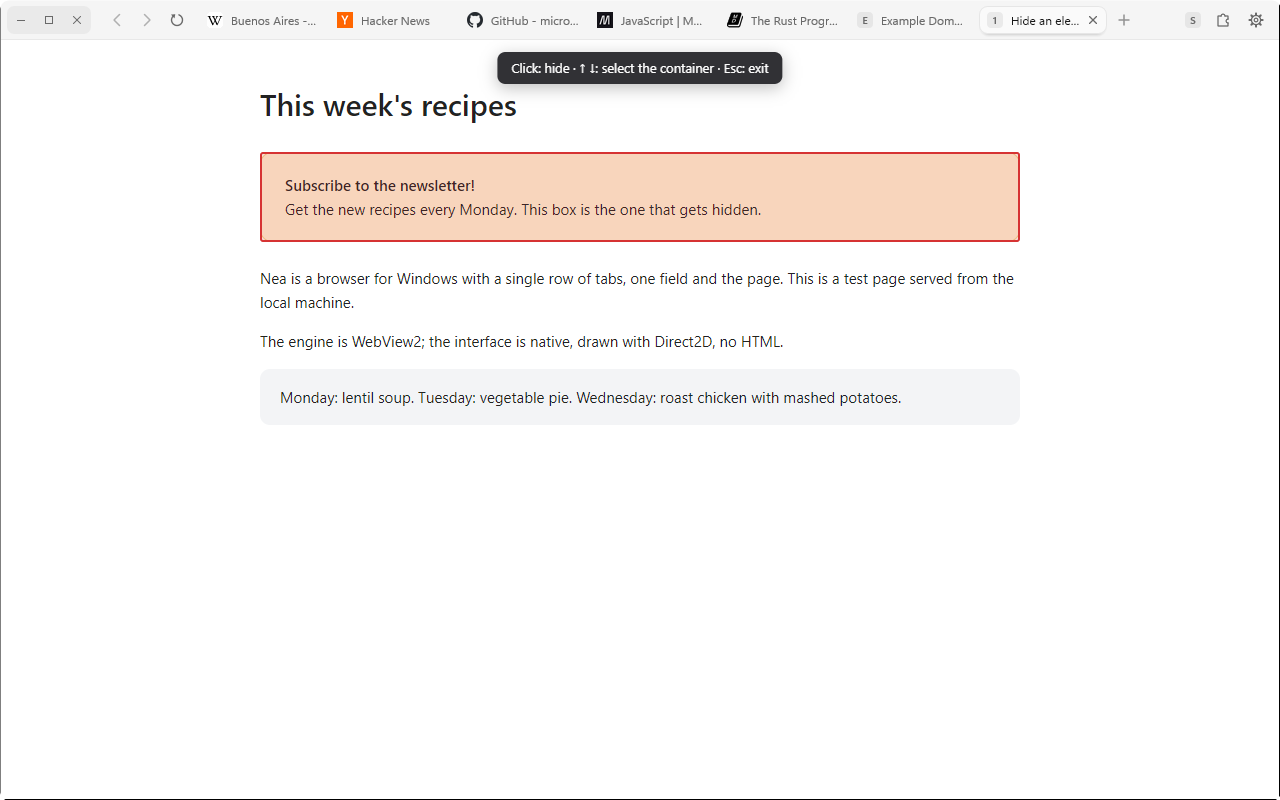 Buenos Aires -...
Hacker News
GitHub - micro...
JavaScript | M...
The Rust Progr...
E Example Dom...
1 Hide an ele...
S
Click: hide · ↑ ↓: select the container · Esc: exit
This week's recipes
Subscribe to the newsletter!
Get the new recipes every Monday. This box is the one that gets hidden.
Nea is a browser for Windows with a single row of tabs, one field and the page. This is a test page served from the
local machine.
The engine is WebView2; the interface is native, drawn with Direct2D, no HTML.
Monday: lentil soup. Tuesday: vegetable pie. Wednesday: roast chicken with mashed potatoes.